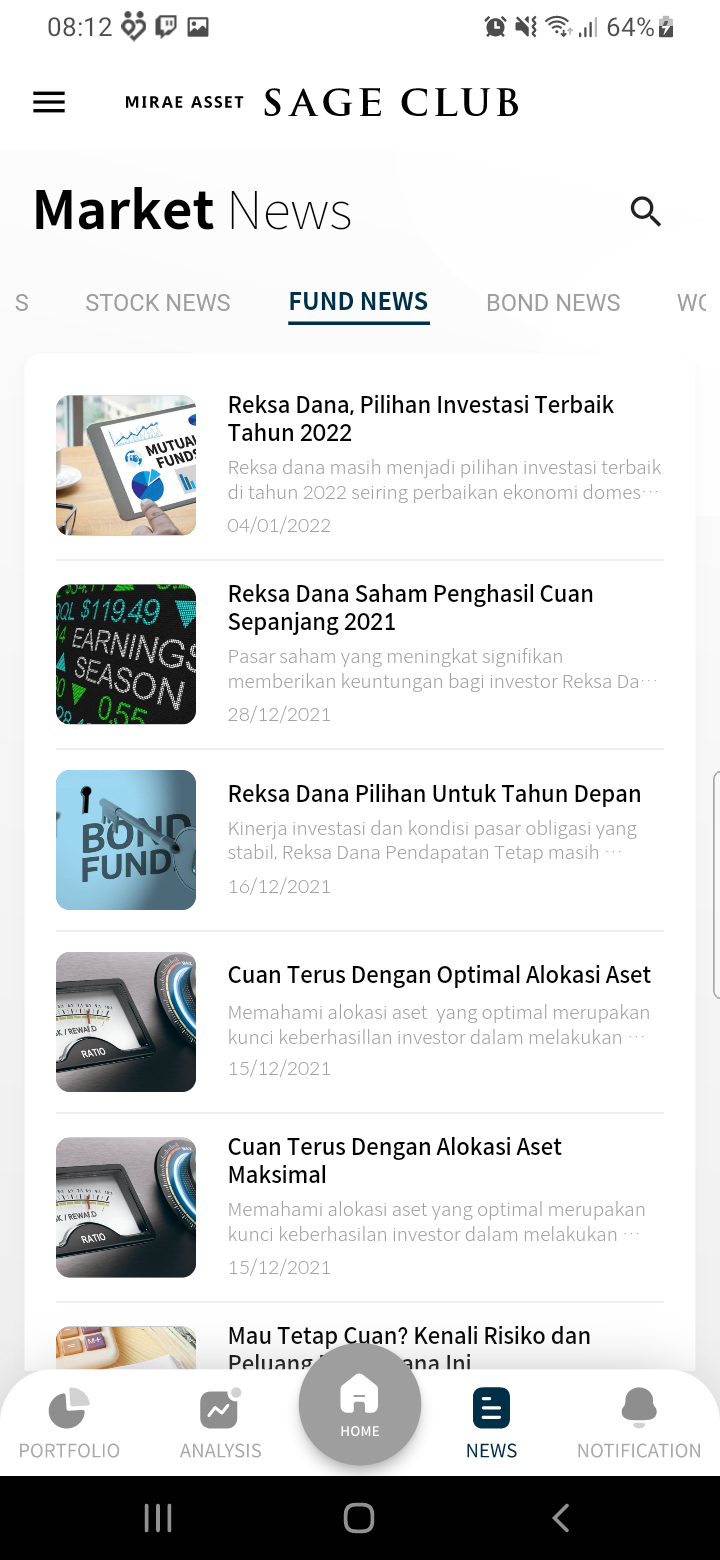 08:12
64%
MIRAE ASSET SAGE CLUB
Market News
S STOCK NEWS FUND NEWS BOND NEWS
MUTUAL
FUNDS
Reksa Dana, Pilihan Investasi Terbaik
Tahun 2022
Reksa dana masih menjadi pilihan investasi terbaik
di tahun 2022 seiring perbaikan ekonomi domes...
04/01/2022
QL $119.49
14 EARNINGS
SEASON
0.55
Reksa Dana Saham Penghasil Cuan
Sepanjang 2021
Pasar saham yang meningkat signifikan
memberikan keuntungan bagi investor Reksa Da...
28/12/2021
BOND
FUND
Reksa Dana Pilihan Untuk Tahun Depan
Kinerja investasi dan kondisi pasar obligasi yang
stabil, Reksa Dana Pendapatan Tetap masih ...
16/12/2021
SK / REWARD
RATIO
Cuan Terus Dengan Optimal Alokasi Aset
Memahami alokasi aset  yang optimal merupakan
kunci keberhasillan investor dalam melakukan ...
15/12/2021
SK / REWARD
RATIO
Cuan Terus Dengan Alokasi Aset
Maksimal
Memahami alokasi aset yang optimal merupakan
kunci keberhasilan investor dalam melakukan ...
15/12/2021
M+
Mau Tetap Cuan? Kenali Risiko dan
Peluang Ini
PORTFOLIO
ANALYSIS
HOME
NEWS
NOTIFICATION